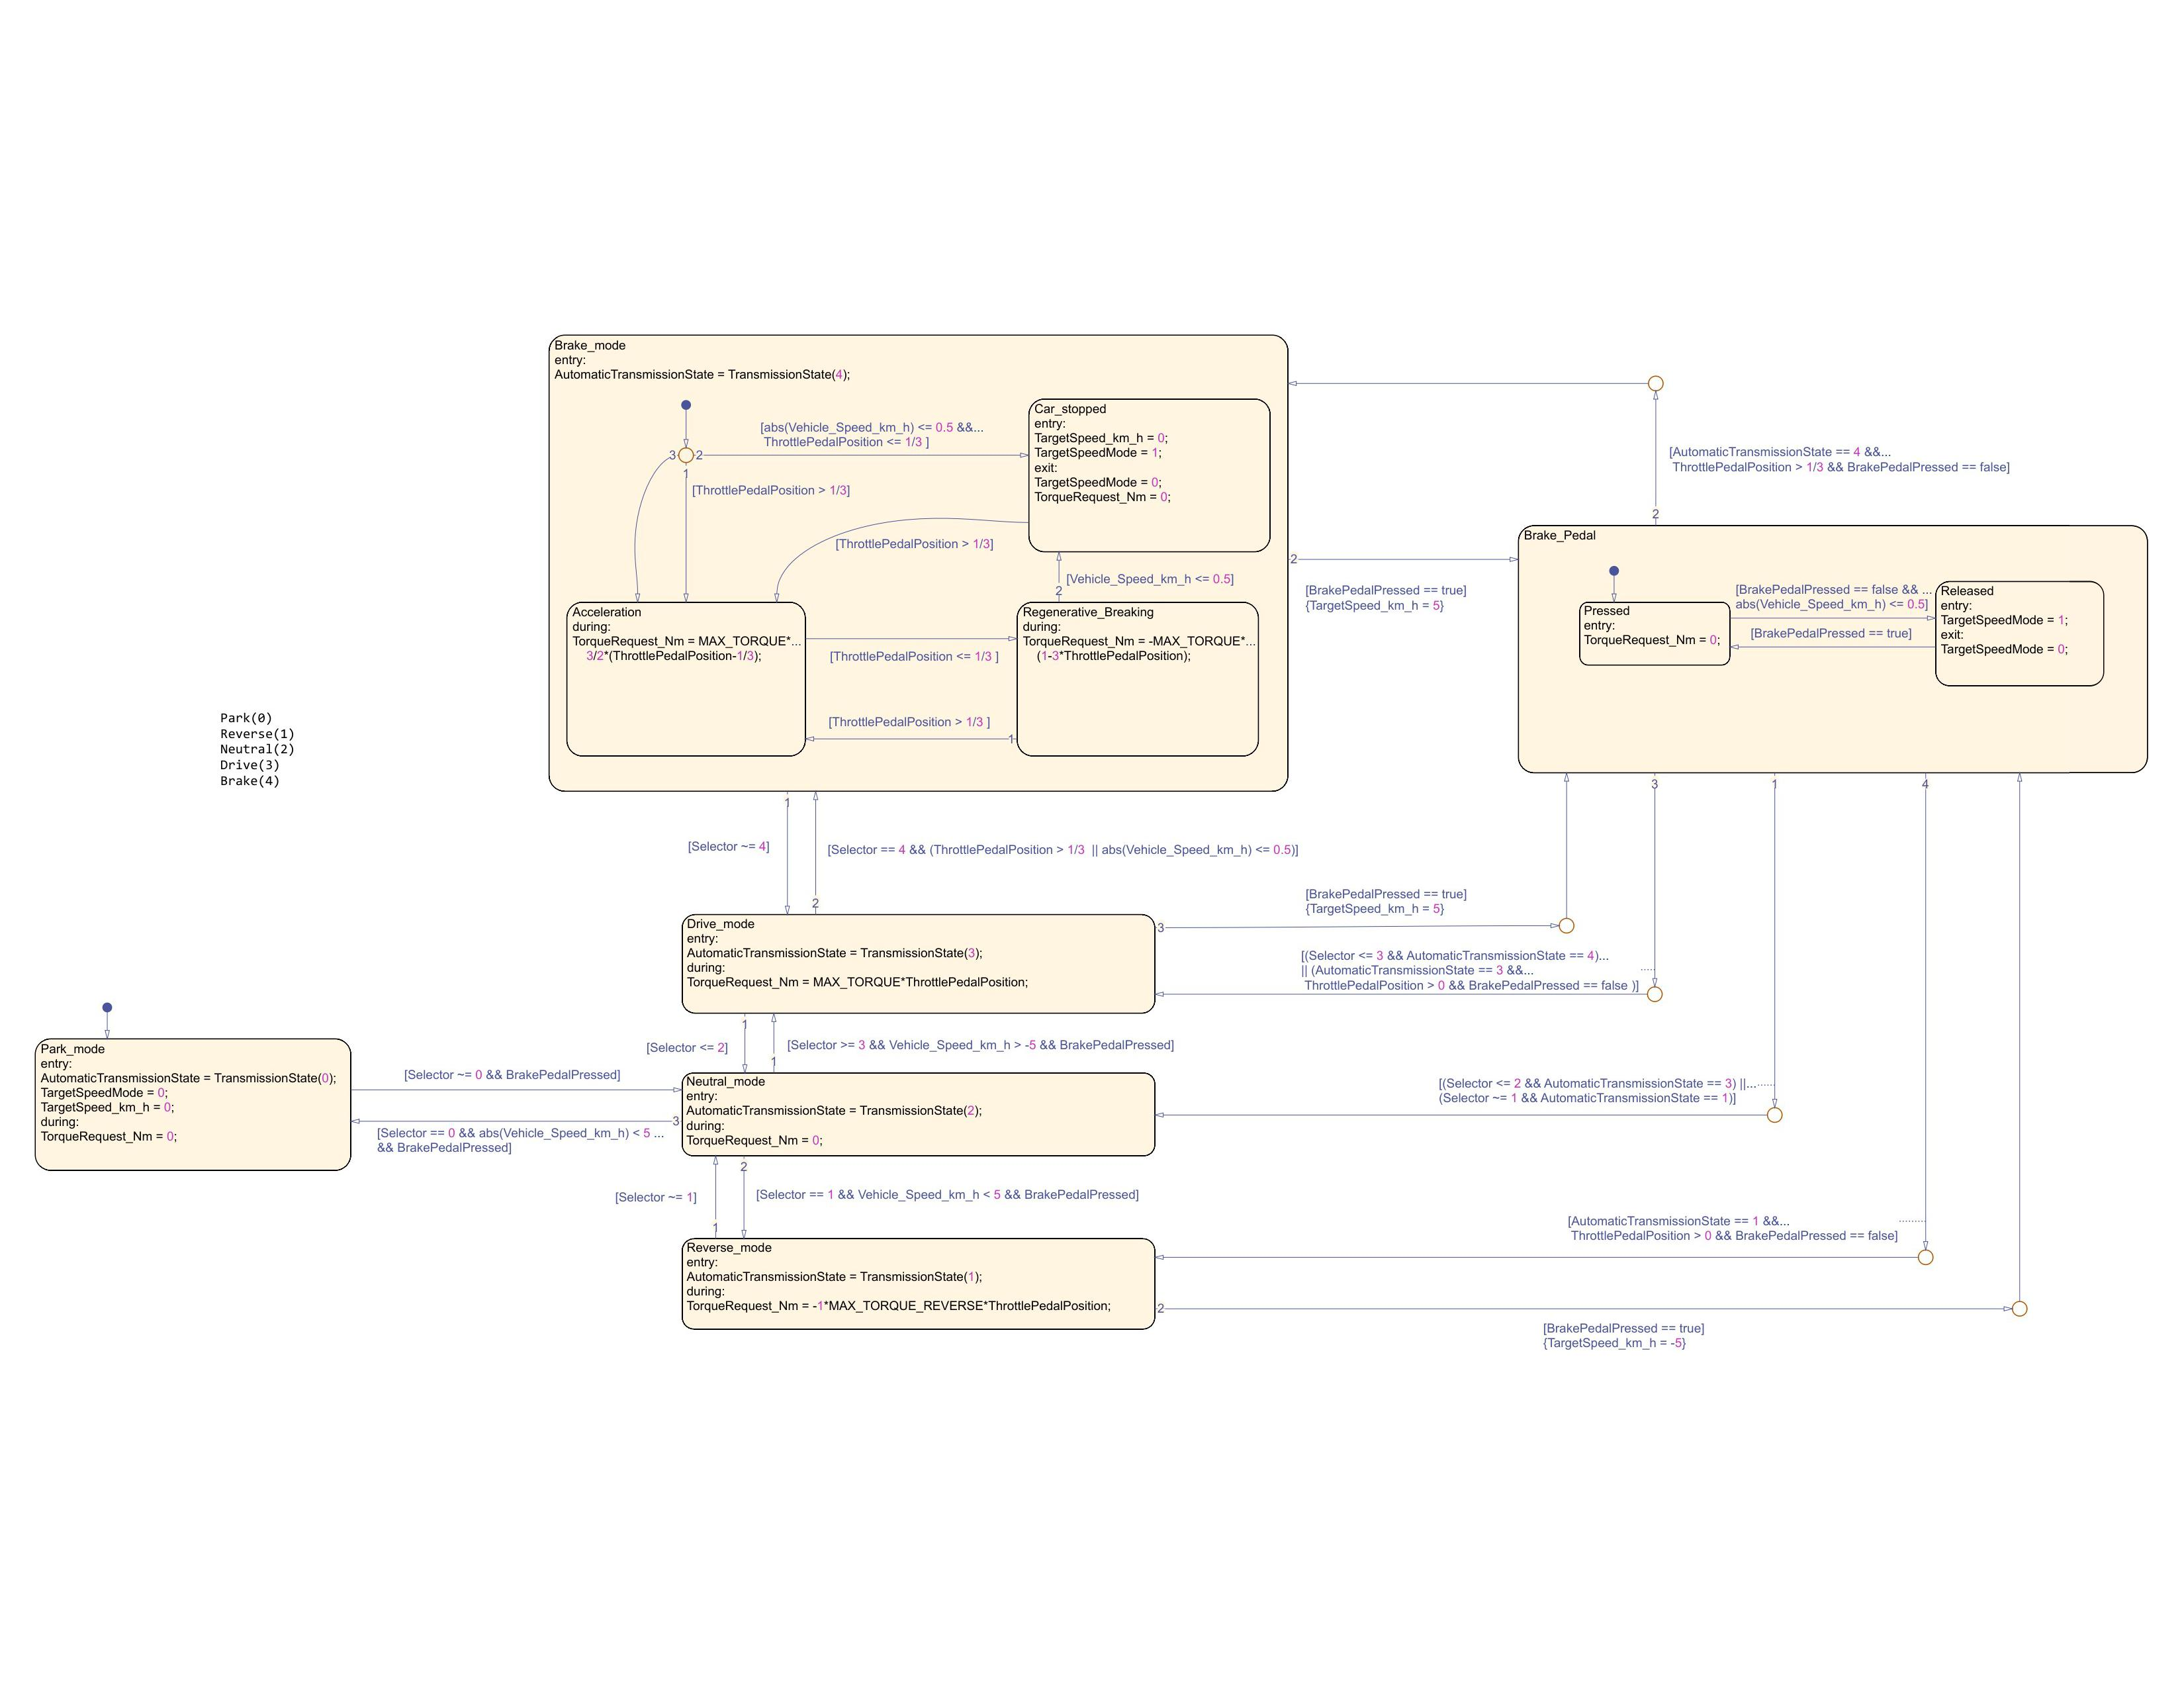 Brake_mode
entry:
AutomaticTransmissionState = TransmissionState(4);
[abs(Vehicle_Speed_km_h) <= 0.5 &&...
ThrottlePedalPosition <= 1/3 ]
3
2
1
[ThrottlePedalPosition > 1/3]
Car_stopped
entry:
TargetSpeed_km_h = 0;
TargetSpeedMode = 1;
exit:
TargetSpeedMode = 0;
TorqueRequest_Nm = 0;
[ThrottlePedalPosition > 1/3]
[Vehicle_Speed_km_h <= 0.5]
2
Acceleration
during:
TorqueRequest_Nm = MAX_TORQUE*...
3/2*(ThrottlePedalPosition-1/3);
[ThrottlePedalPosition <= 1/3 ]
[ThrottlePedalPosition > 1/3 ]
1
Regenerative_Breaking
during:
TorqueRequest_Nm = -MAX_TORQUE*...
(1-3*ThrottlePedalPosition);
2
[BrakePedalPressed == true]
{TargetSpeed_km_h = 5}
[AutomaticTransmissionState == 4 &&...
ThrottlePedalPosition > 1/3 && BrakePedalPressed == false]
2
Brake_Pedal
Pressed
entry:
TorqueRequest_Nm = 0;
[BrakePedalPressed == false && ...
abs(Vehicle_Speed_km_h) <= 0.5]
[BrakePedalPressed == true]
Released
entry:
TargetSpeedMode = 1;
exit:
TargetSpeedMode = 0;
3
1
4
Park(0)
Reverse(1)
Neutral(2)
Drive(3)
Brake(4)
1
[Selector ~= 4]
[Selector == 4 && (ThrottlePedalPosition > 1/3  || abs(Vehicle_Speed_km_h) <= 0.5)]
2
Drive_mode
entry:
AutomaticTransmissionState = TransmissionState(3);
during:
TorqueRequest_Nm = MAX_TORQUE*ThrottlePedalPosition;
3
[BrakePedalPressed == true]
{TargetSpeed_km_h = 5}
[(Selector <= 3 && AutomaticTransmissionState == 4)...
|| (AutomaticTransmissionState == 3 &&...
ThrottlePedalPosition > 0 && BrakePedalPressed == false )]
1
[Selector <= 2]
[Selector >= 3 && Vehicle_Speed_km_h > -5 && BrakePedalPressed]
1
Park_mode
entry:
AutomaticTransmissionState = TransmissionState(0);
TargetSpeedMode = 0;
TargetSpeed_km_h = 0;
during:
TorqueRequest_Nm = 0;
[Selector ~= 0 && BrakePedalPressed]
3
[Selector == 0 && abs(Vehicle_Speed_km_h) < 5 ...
&& BrakePedalPressed]
Neutral_mode
entry:
AutomaticTransmissionState = TransmissionState(2);
during:
TorqueRequest_Nm = 0;
[(Selector <= 2 && AutomaticTransmissionState == 3) ||...
(Selector ~= 1 && AutomaticTransmissionState == 1)]
2
[Selector ~= 1]
[Selector == 1 && Vehicle_Speed_km_h < 5 && BrakePedalPressed]
1
Reverse_mode
entry:
AutomaticTransmissionState = TransmissionState(1);
during:
TorqueRequest_Nm = -1*MAX_TORQUE_REVERSE*ThrottlePedalPosition;
[AutomaticTransmissionState == 1 &&...
ThrottlePedalPosition > 0 && BrakePedalPressed == false]
2
[BrakePedalPressed == true]
{TargetSpeed_km_h = -5}